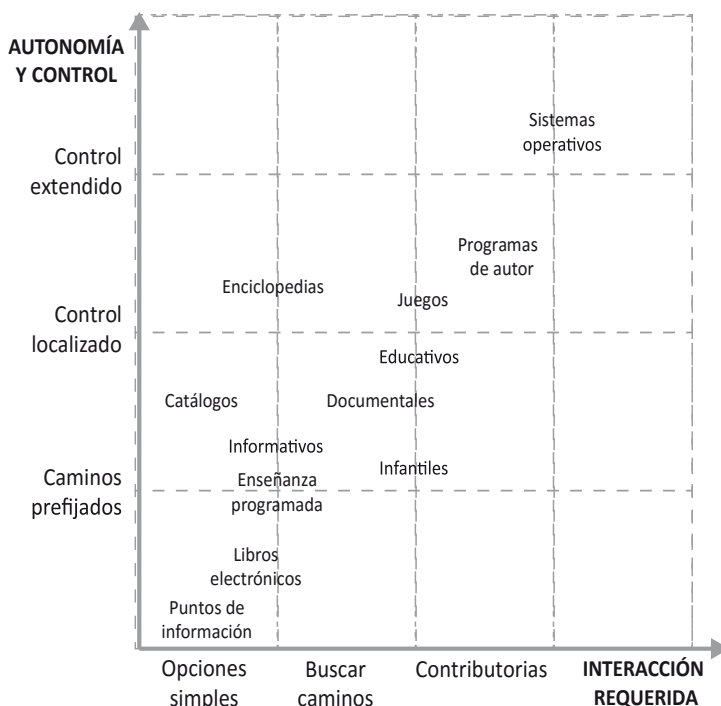 AUTONOMÍA
Y CONTROL
Sistemas
operativos
Control
extendido
Programas
de autor
Enciclopedias
Juegos
Control
localizado
Educativos
Catálogos
Documentales
Informativos
Infantiles
Caminos
prefijados
Enseñanza
programada
Libros
electrónicos
Puntos de
información
Opciones
simples
Buscar
caminos
Contributorias
INTERACCIÓN
REQUERIDA